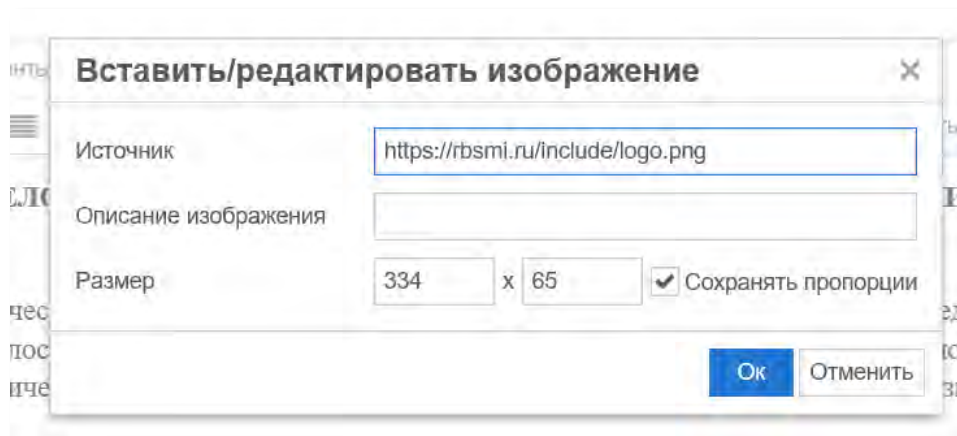 Вставить/редактировать изображение
Источник
https://rbsmi.ru/include/logo.png
Описание изображения
Размер
334 x 65
Сохранять пропорции
Ок Отменить